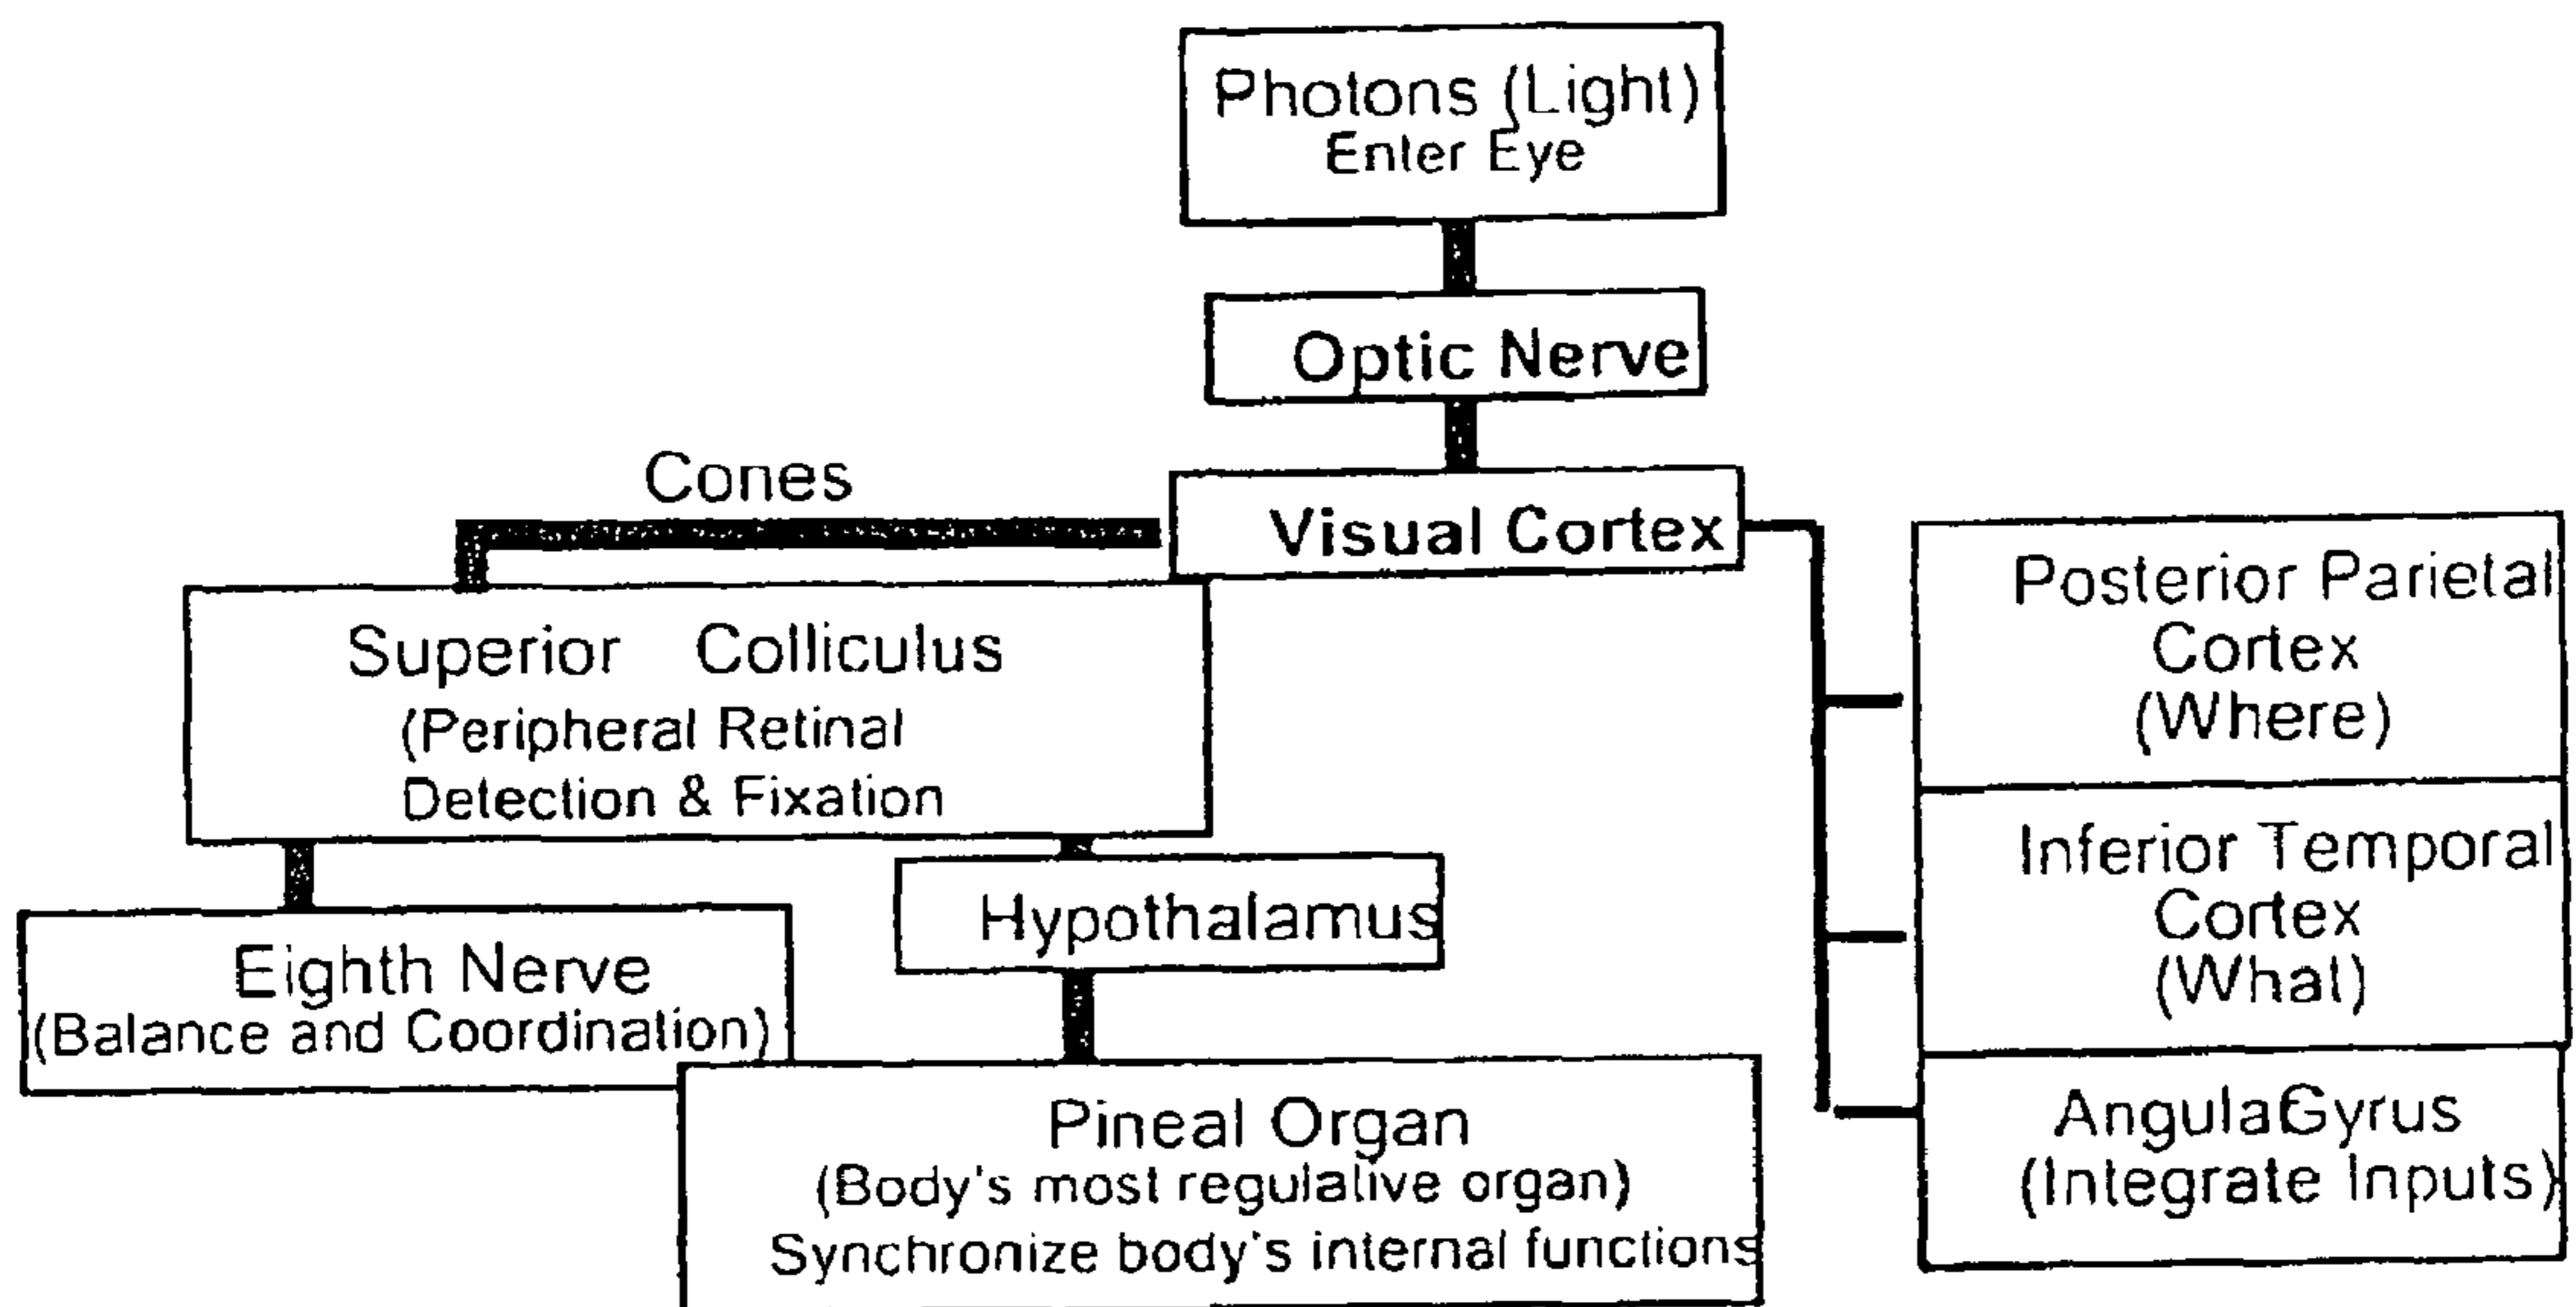 Photons (Light)
Enter Eye
Optic Nerve
Cones
Visual Cortex
Superior Colliculus
(Peripheral Retinal
Detection & Fixation
Eighth Nerve
(Balance and Coordination)
Hypothalamus
Pineal Organ
(Body's most regulative organ)
Synchronize body's internal functions
Posterior Parietal
Cortex
(Where)
Inferior Temporal
Cortex
(What)
AngulaGyrus
(Integrate Inputs)